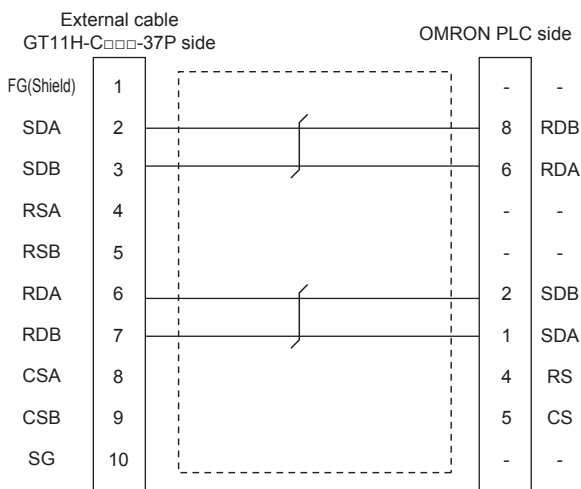 External cable
GT11H-C□□□-37P side
OMRON PLC side
FG(Shield) 1 - -
SDA 2 8 RDB
SDB 3 6 RDA
RSA 4 - -
RSB 5 - -
RDA 6 2 SDB
RDB 7 1 SDA
CSA 8 4 RS
CSB 9 5 CS
SG 10 - -